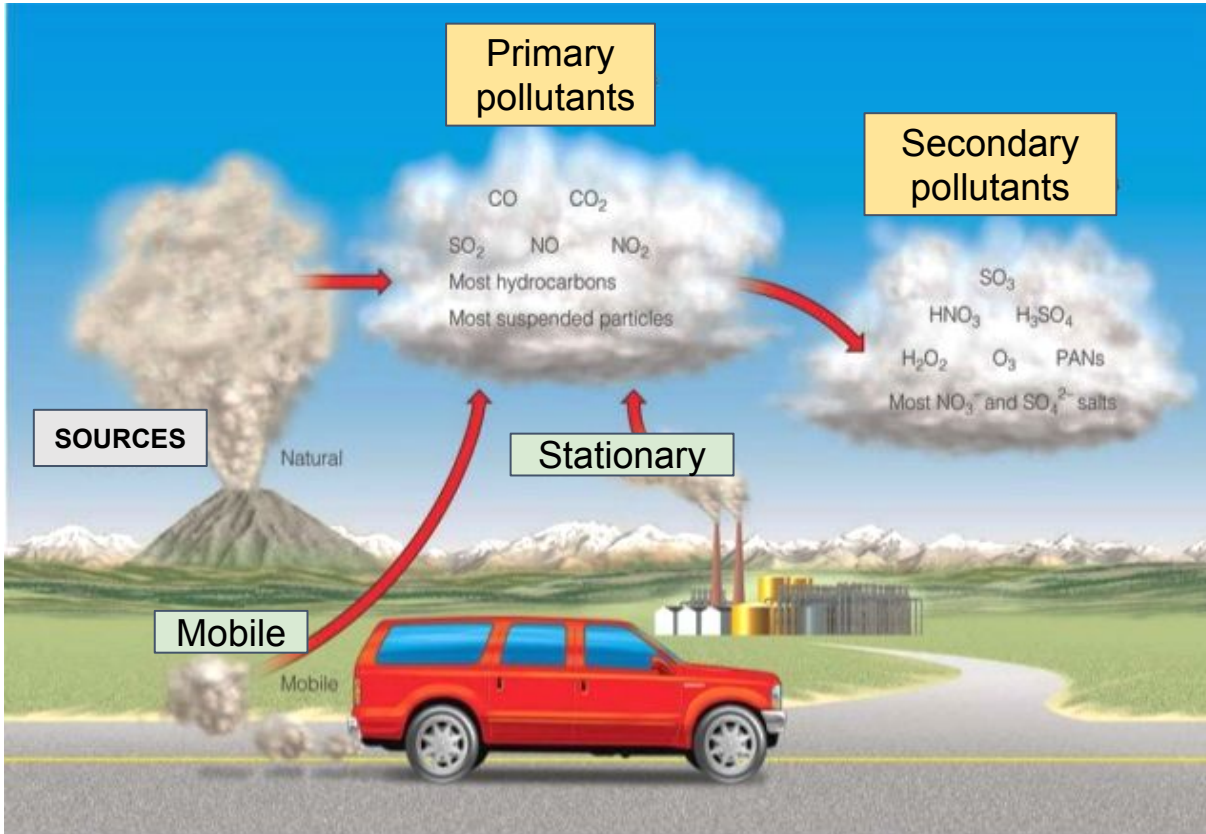 Primary
pollutants
Secondary
pollutants
CO CO₂
SO₂ NO NO₂
Most hydrocarbons
Most suspended particles
SO₃
HNO₃ H₃SO₄
H₂O₂ O₃ PANs
Most NO₃⁻ and SO₄²⁻ salts
SOURCES
Natural
Stationary
Mobile
Mobile